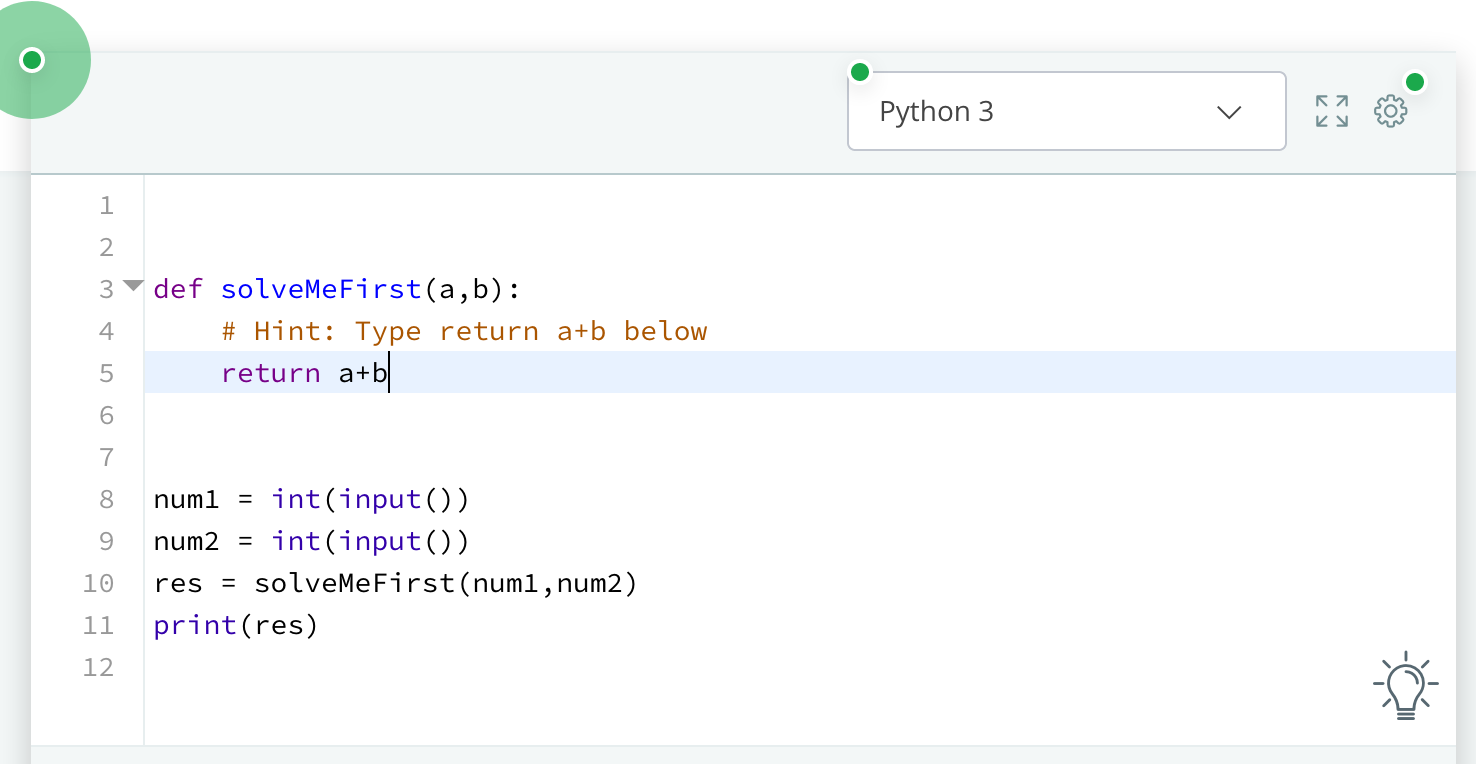 Python 3
1
2
3 def solveMeFirst(a,b):
4     # Hint: Type return a+b below
5     return a+b
6
7
8 num1 = int(input())
9 num2 = int(input())
10 res = solveMeFirst(num1,num2)
11 print(res)
12